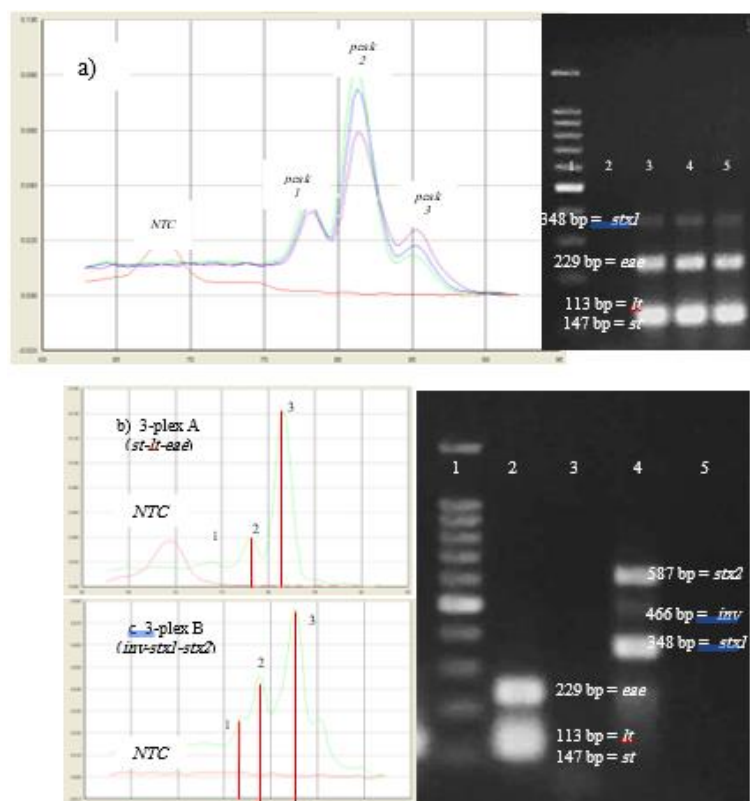 a)
peak
2
peak
1
peak
3
NTC
1 2 3 4 5
348 bp = stx1
229 bp = eae
113 bp = lt
147 bp = st
b) 3-plex A
(st-lt-eae)
NTC
1
2
3
c 3-plex B
(inv-stx1-stx2)
NTC
1
2
3
1 2 3 4 5
587 bp = stx2
466 bp = inv
348 bp = stx1
229 bp = eae
113 bp = lt
147 bp = st